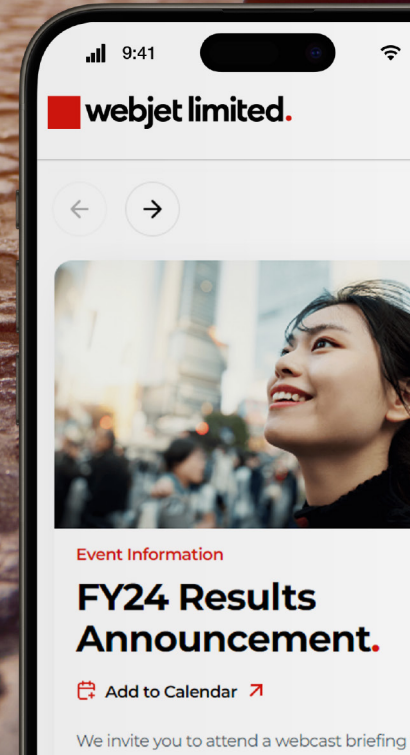 9:41
webjet limited.
Event Information
FY24 Results
Announcement.
Add to Calendar
We invite you to attend a webcast briefing